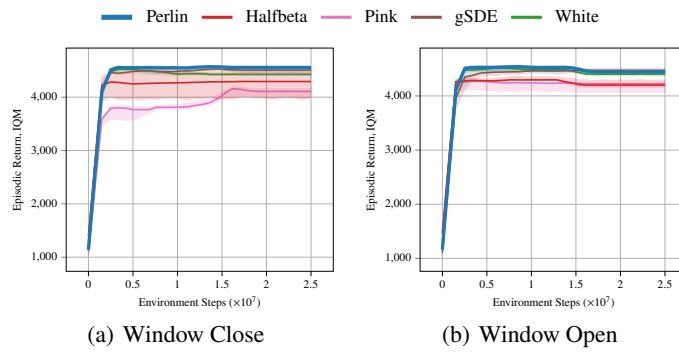 Perlin Halfbeta Pink gSDE White
Episodic Return, IQM
4,000
3,000
2,000
1,000
0 0.5 1 1.5 2 2.5
Environment Steps (×10⁷)
(a) Window Close
Episodic Return, IQM
4,000
3,000
2,000
1,000
0 0.5 1 1.5 2 2.5
Environment Steps (×10⁷)
(b) Window Open